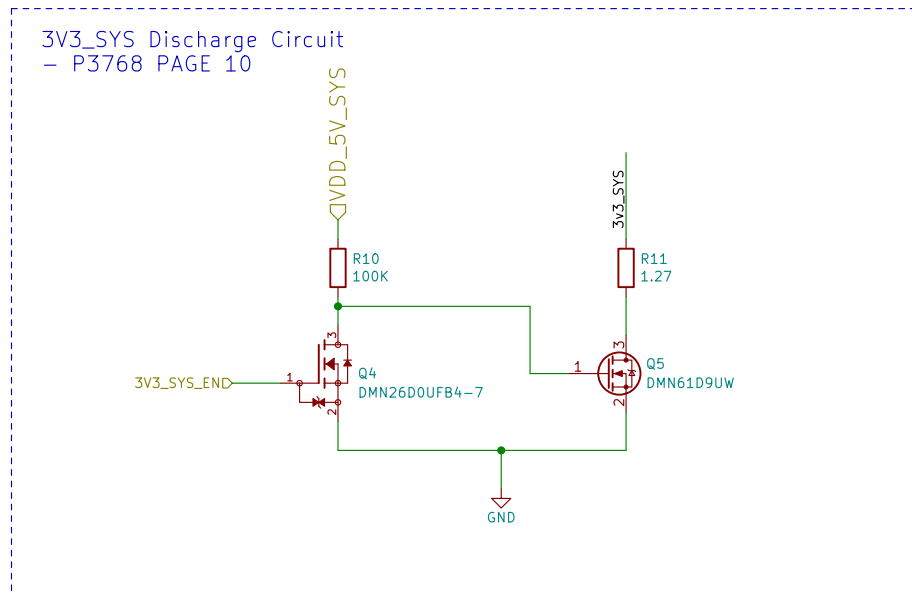 3V3_SYS Discharge Circuit
- P3768 PAGE 10
VDD_5V_SYS
3v3_SYS
R10
100K
R11
1.27
3
3
1
Q5
DMN61D9UW
2
3V3_SYS_EN
1
Q4
DMN26D0UFB4-7
2
GND